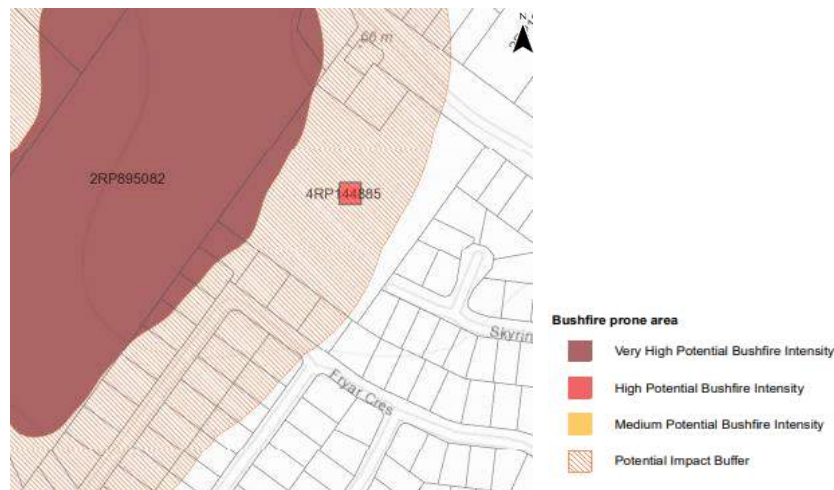 N
66 m
2RP895082
4RP144885
Skyrin
Fryar Cres
Bushfire prone area
Very High Potential Bushfire Intensity
High Potential Bushfire Intensity
Medium Potential Bushfire Intensity
Potential Impact Buffer